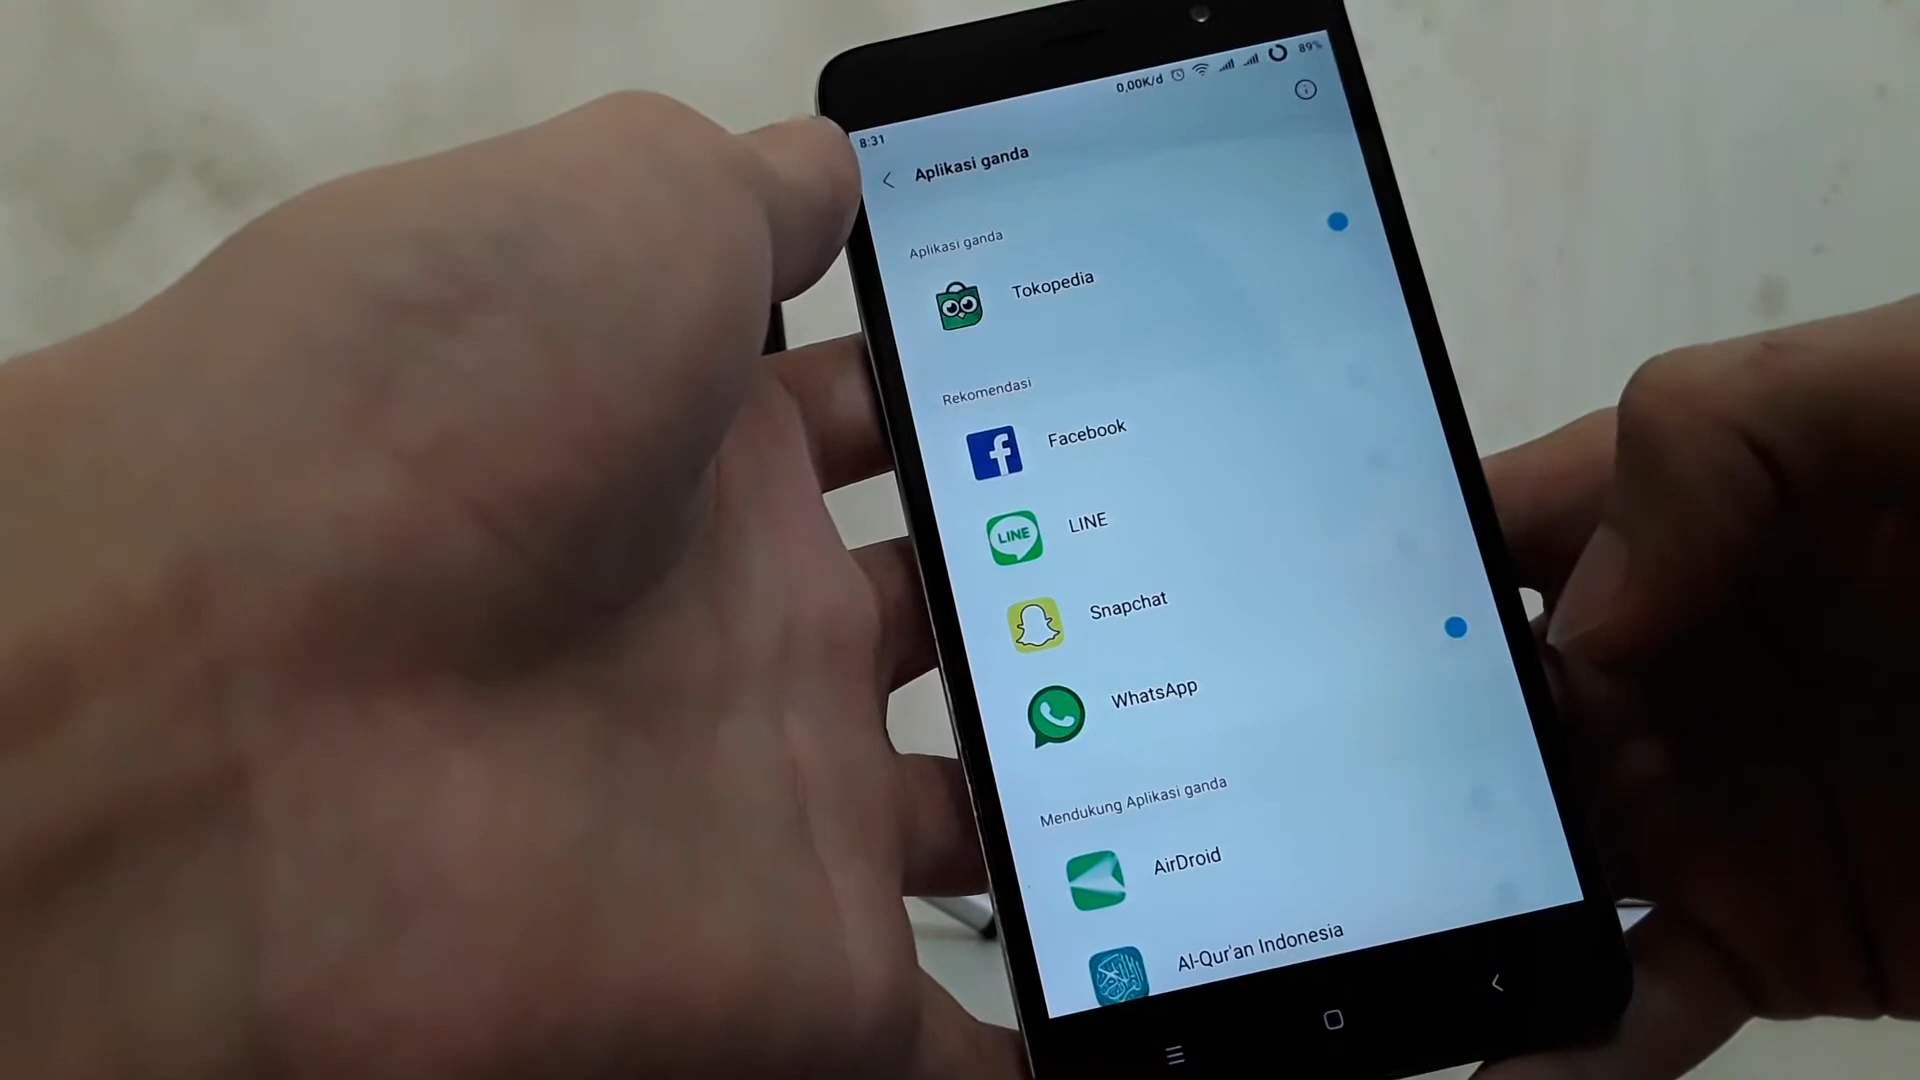 0,00K/d 89%
8:31
Aplikasi ganda
Aplikasi ganda
Tokopedia
Rekomendasi
Facebook
LINE
LINE
Snapchat
WhatsApp
Mendukung Aplikasi ganda
AirDroid
Al-Qur'an Indonesia